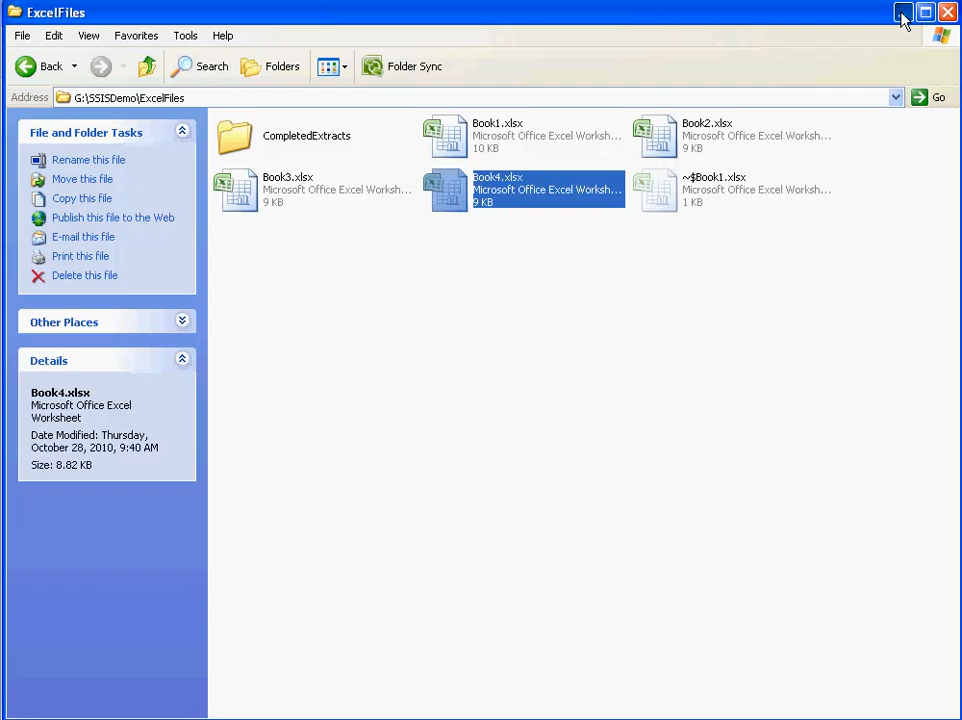 ExcelFiles
File Edit View Favorites Tools Help
Back Search Folders Folder Sync
Address G:\SSISDemo\ExcelFiles Go
File and Folder Tasks
Rename this file
Move this file
Copy this file
Publish this file to the Web
E-mail this file
Print this file
Delete this file
Other Places
Details
Book4.xlsx
Microsoft Office Excel
Worksheet
Date Modified: Thursday,
October 28, 2010, 9:40 AM
Size: 8.82 KB
CompletedExtracts
Book1.xlsx
Microsoft Office Excel Worksh...
10 KB
Book2.xlsx
Microsoft Office Excel Worksh...
9 KB
Book3.xlsx
Microsoft Office Excel Worksh...
9 KB
Book4.xlsx
Microsoft Office Excel Worksh...
9 KB
~$Book1.xlsx
Microsoft Office Excel Worksh...
1 KB